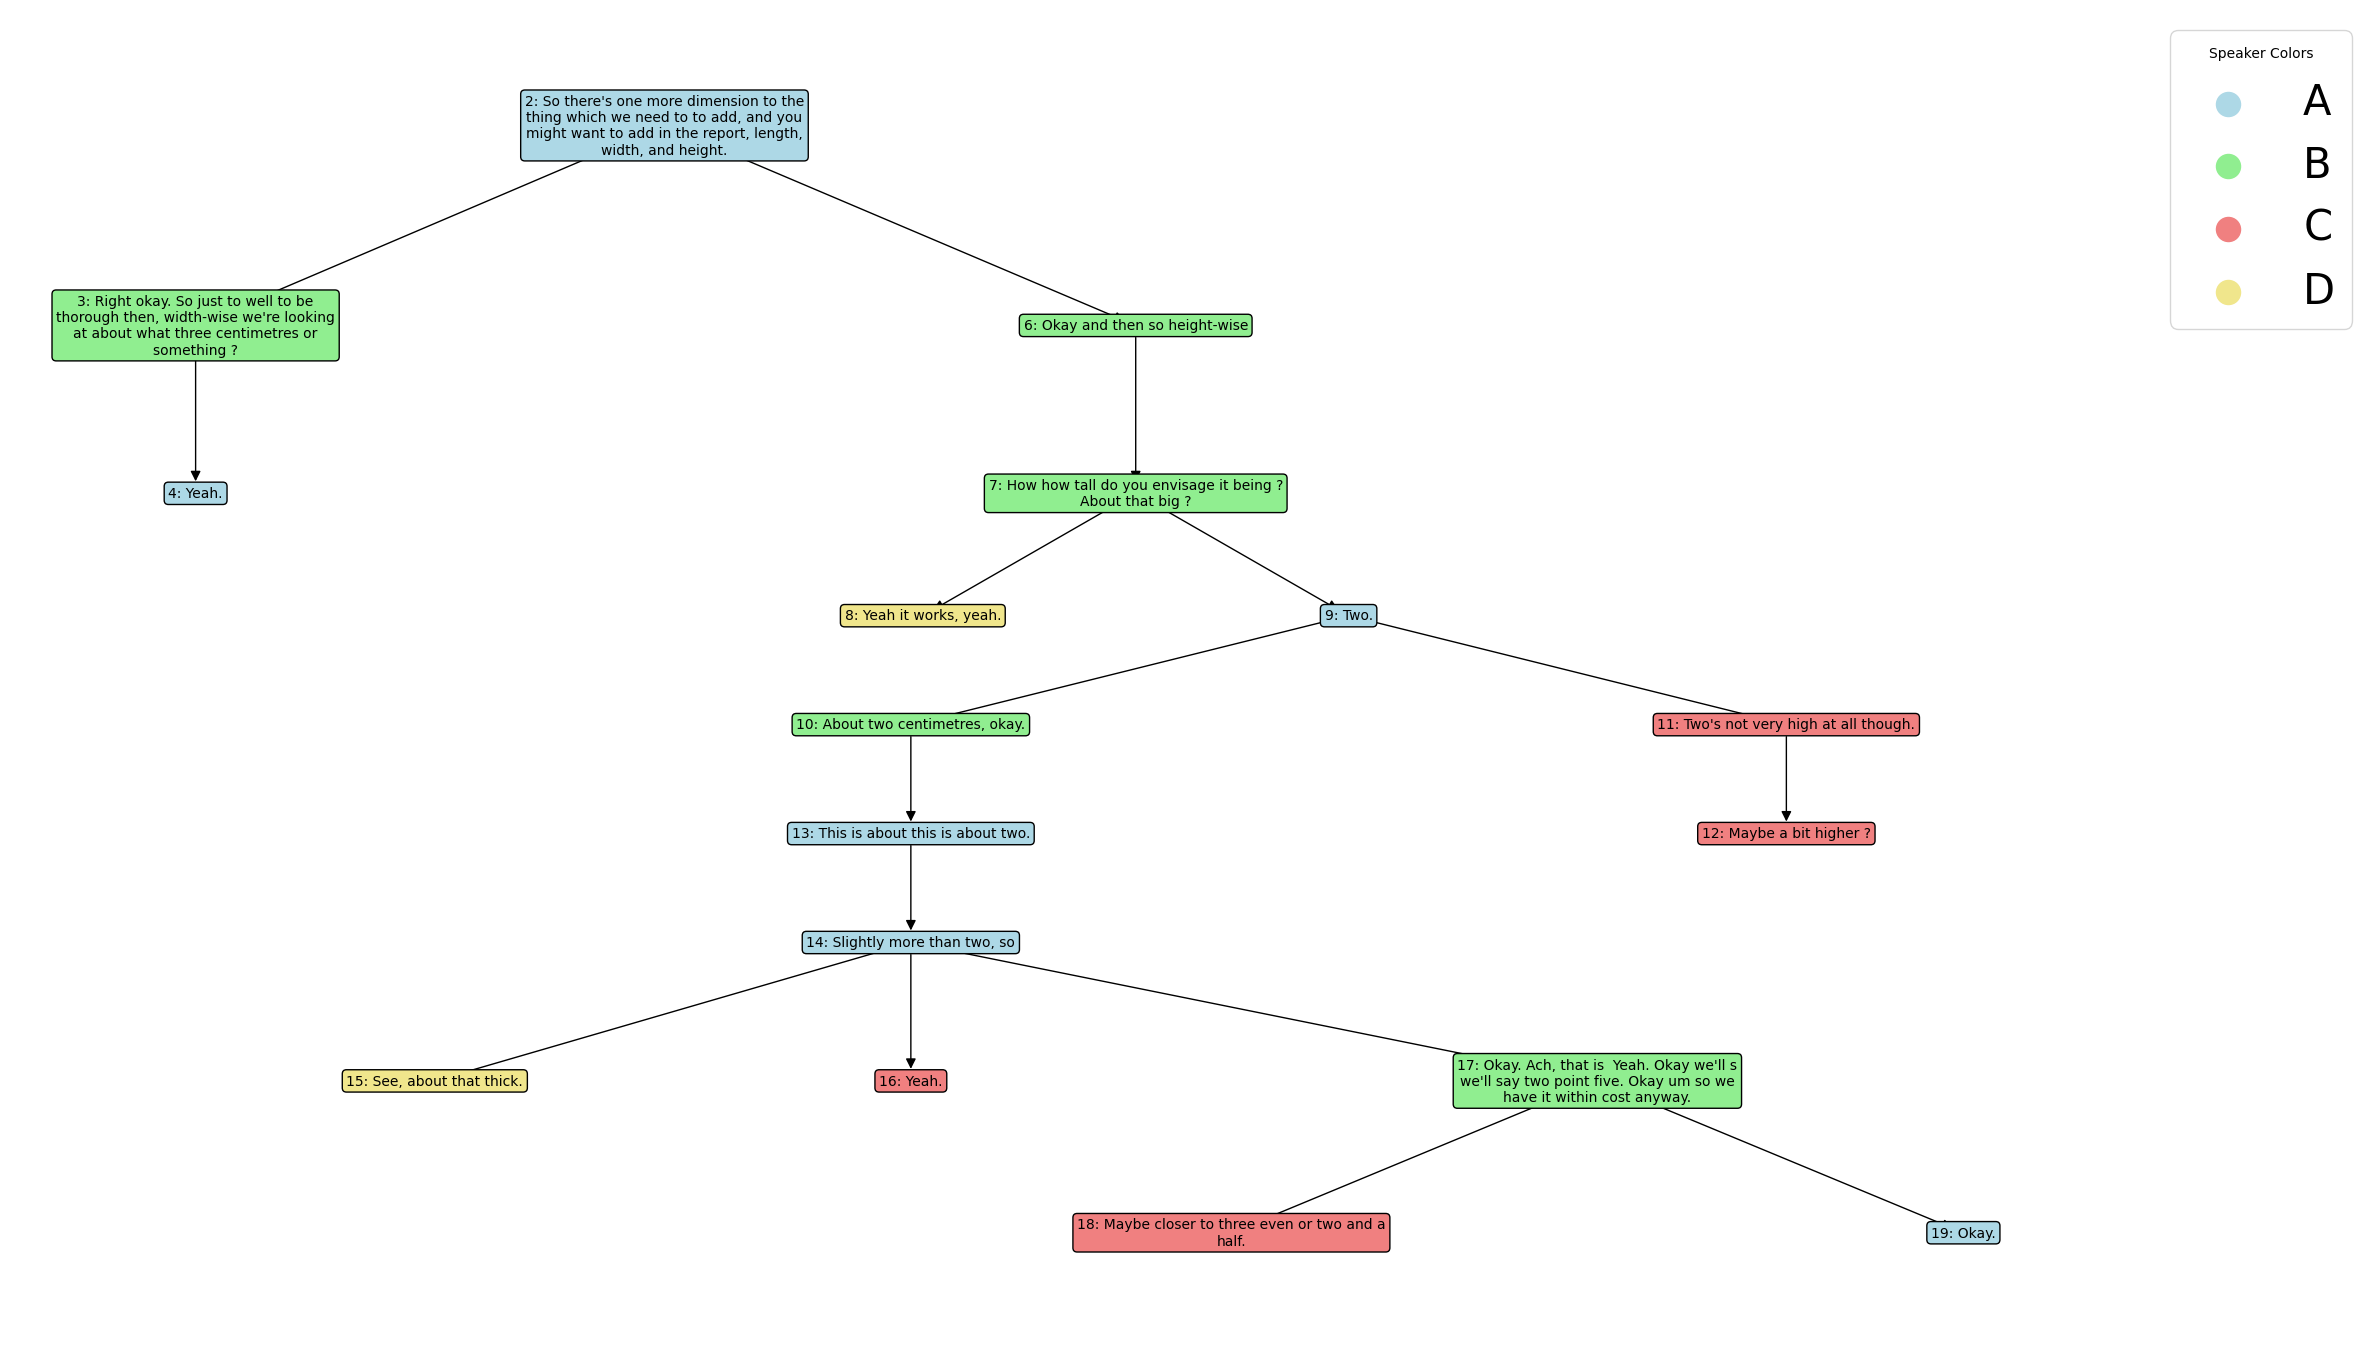 Speaker Colors
A
B
C
D
2: So there's one more dimension to the
thing which we need to to add, and you
might want to add in the report, length,
width, and height.
3: Right okay. So just to well to be
thorough then, width-wise we're looking
at about what three centimetres or
something ?
6: Okay and then so height-wise
4: Yeah.
7: How how tall do you envisage it being ?
About that big ?
8: Yeah it works, yeah.
9: Two.
10: About two centimetres, okay.
11: Two's not very high at all though.
13: This is about this is about two.
12: Maybe a bit higher ?
14: Slightly more than two, so
15: See, about that thick.
16: Yeah.
17: Okay. Ach, that is  Yeah. Okay we'll s
we'll say two point five. Okay um so we
have it within cost anyway.
18: Maybe closer to three even or two and a
half.
19: Okay.